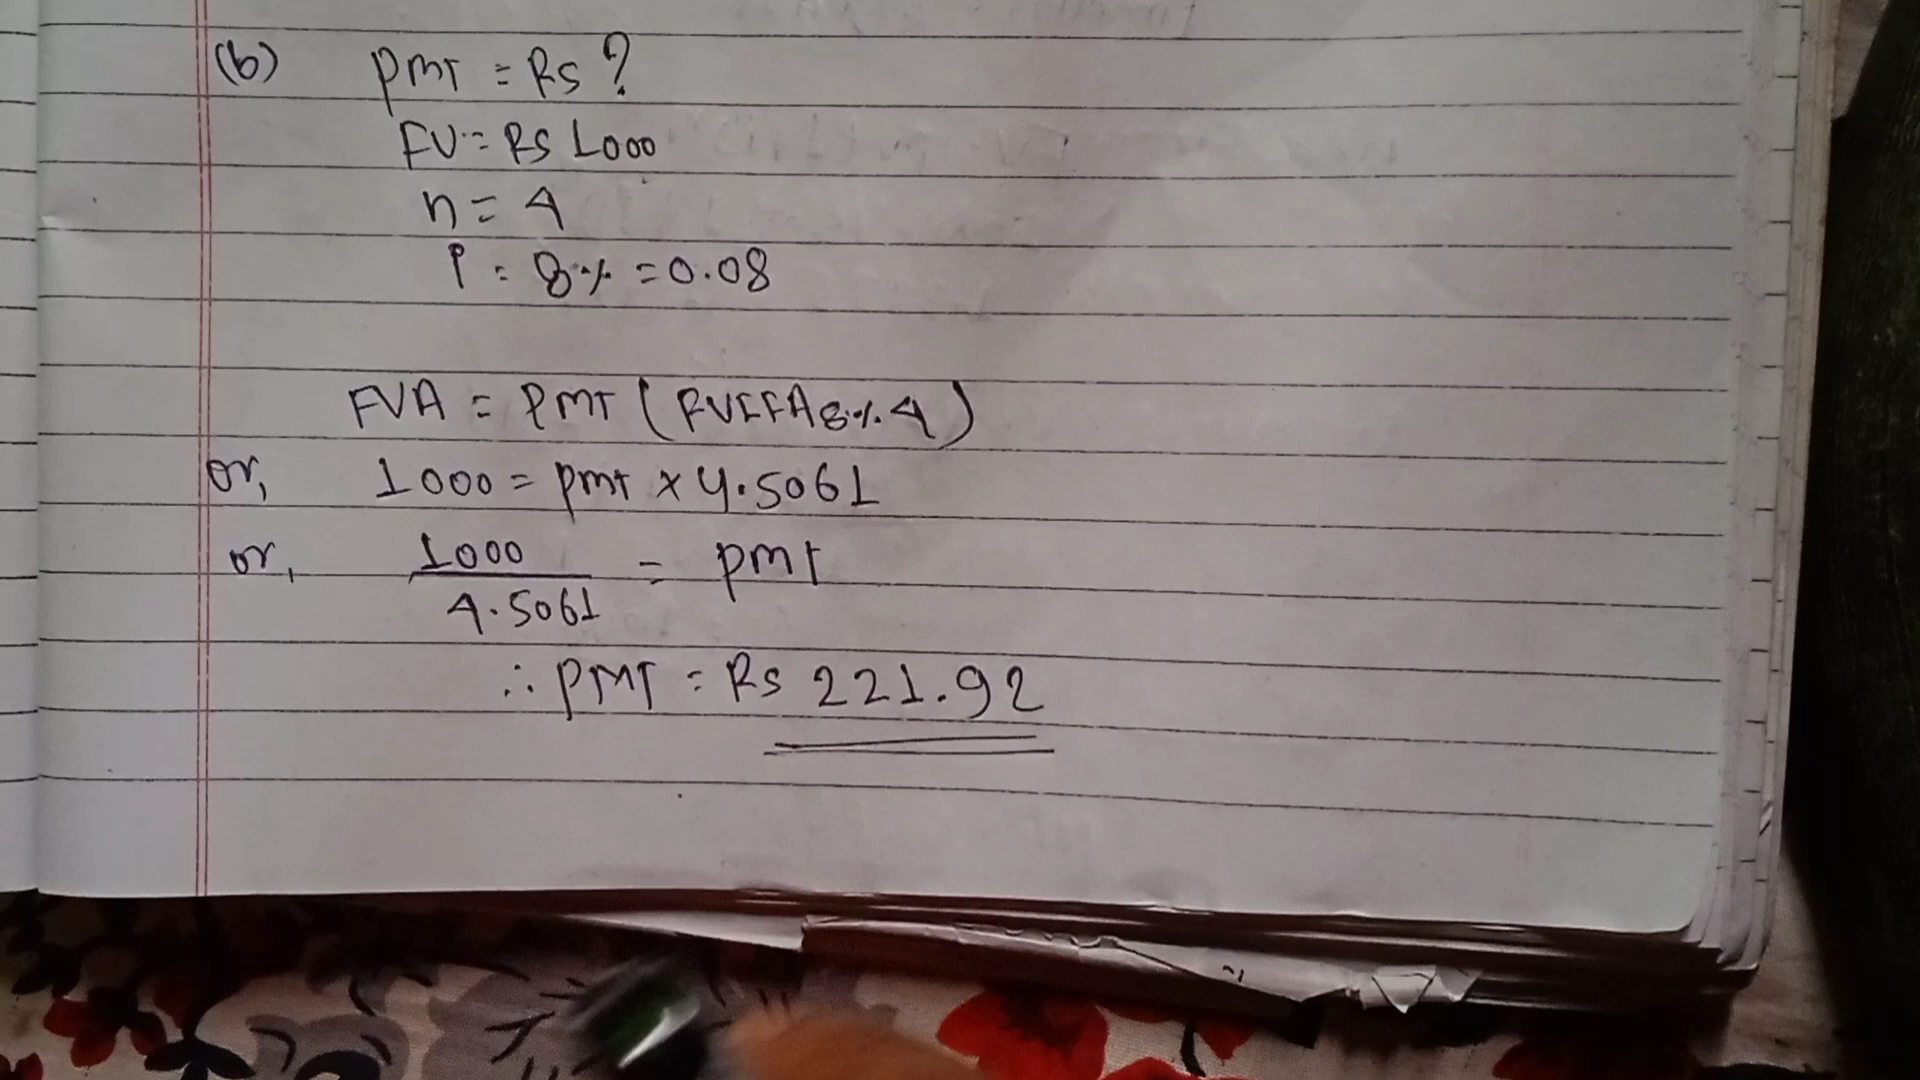 (b) PMT = Rs ?
FV = Rs 1000
n = 4
i = 8% = 0.08
FVA = PMT (FVIFA8%.4)
or, 1000 = pmt x 4.5061
or, 1000 / 4.5061 = pmt
∴ PMT = Rs 221.92